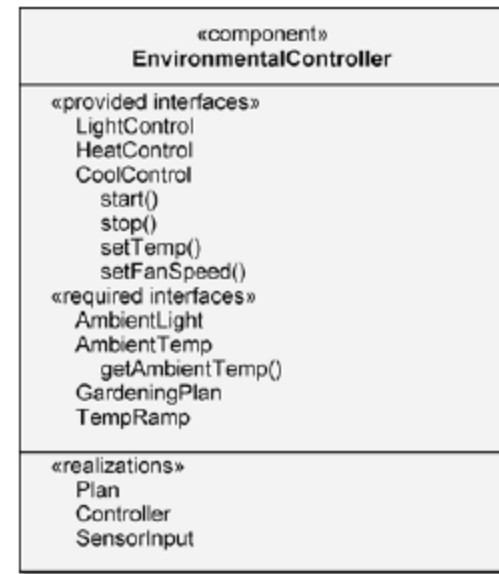 «component»
EnvironmentalController
«provided interfaces»
LightControl
HeatControl
CoolControl
start()
stop()
setTemp()
setFanSpeed()
«required interfaces»
AmbientLight
AmbientTemp
getAmbientTemp()
GardeningPlan
TempRamp
«realizations»
Plan
Controller
SensorInput